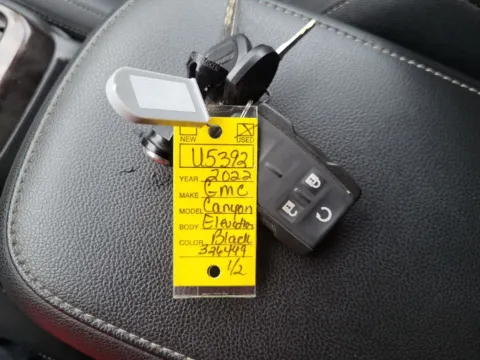 NEW USED
U5392
YEAR 2022
MAKE GMC
MODEL Canyon
BODY Elevation
COLOR Black
326449
1/2